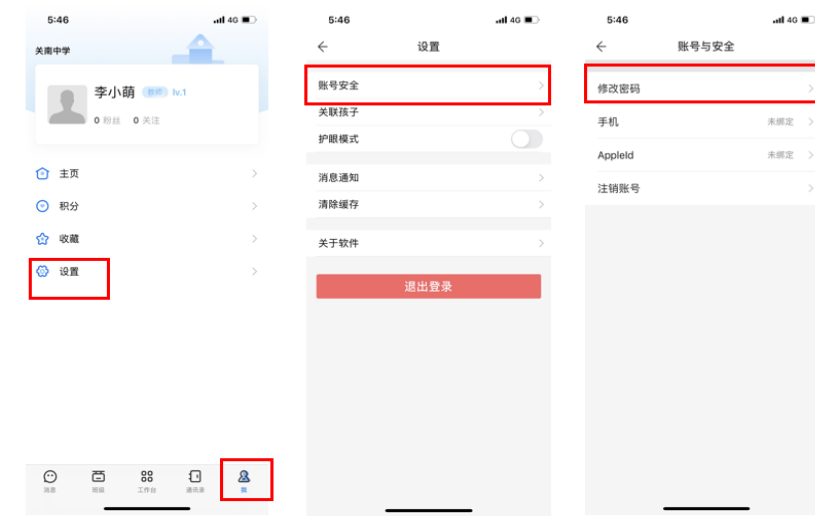 5:46
4G
关南中学
李小萌 教师 lv.1
0 粉丝 0 关注
主页
积分
收藏
设置
消息 班级 工作台 通讯录 我
5:46
4G
设置
账号安全
关联孩子
护眼模式
消息通知
清除缓存
关于软件
退出登录
5:46
4G
账号与安全
修改密码
手机 未绑定
AppleId 未绑定
注销账号